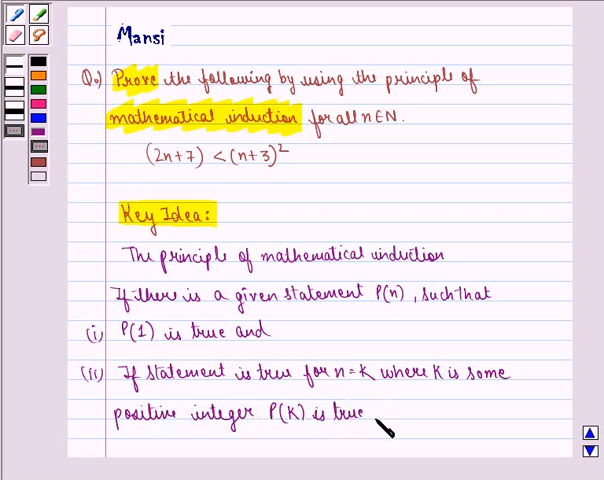 Mansi
Q.) Prove the following by using the principle of
mathematical induction for all n∈N.
(2n+7) < (n+3)²
Key Idea:
The principle of mathematical induction
If there is a given statement P(n), such that
(i) P(1) is true and
(ii) If statement is true for n=k where k is some
positive integer P(k) is true